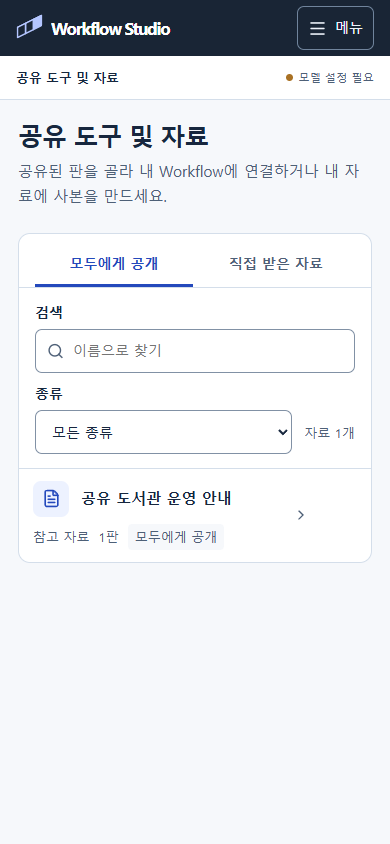 Workflow Studio
메뉴
공유 도구 및 자료
모델 설정 필요
공유 도구 및 자료
공유된 판을 골라 내 Workflow에 연결하거나 내 자
료에 사본을 만드세요.
모두에게 공개
직접 받은 자료
검색
이름으로 찾기
종류
모든 종류
자료 1개
공유 도서관 운영 안내
참고 자료 1판 모두에게 공개